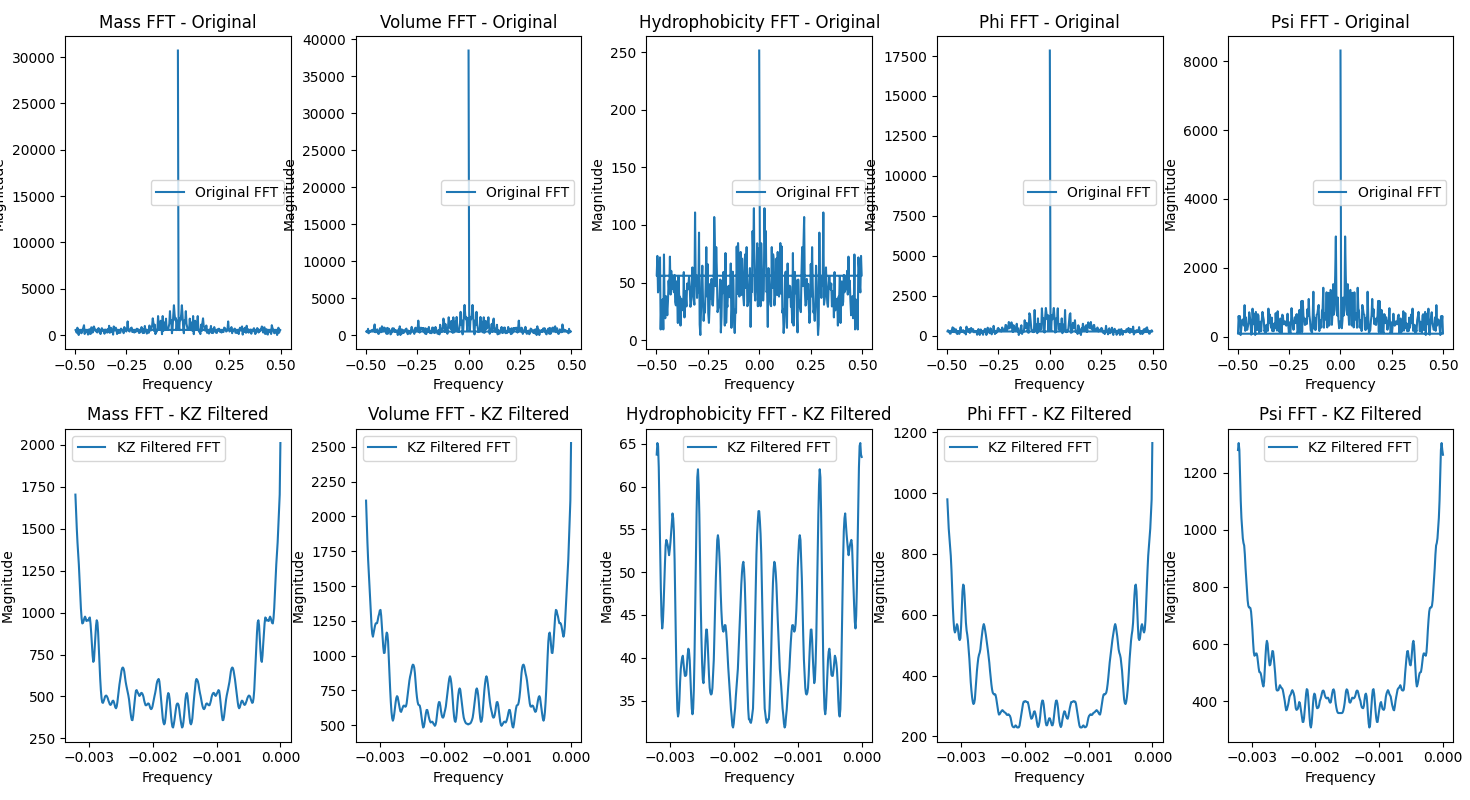 Mass FFT - Original
30000
25000
20000
15000
10000
5000
0
Magnitude
Original FFT
−0.50 −0.25 0.00 0.25 0.50
Frequency
Volume FFT - Original
40000
35000
30000
25000
20000
15000
10000
5000
0
Magnitude
Original FFT
−0.50 −0.25 0.00 0.25 0.50
Frequency
Hydrophobicity FFT - Original
250
200
150
100
50
0
Magnitude
Original FFT
−0.50 −0.25 0.00 0.25 0.50
Frequency
Phi FFT - Original
17500
15000
12500
10000
7500
5000
2500
0
Magnitude
Original FFT
−0.50 −0.25 0.00 0.25 0.50
Frequency
Psi FFT - Original
8000
6000
4000
2000
0
Magnitude
Original FFT
−0.50 −0.25 0.00 0.25 0.50
Frequency
Mass FFT - KZ Filtered
2000
1750
1500
1250
1000
750
500
250
Magnitude
KZ Filtered FFT
−0.003 −0.002 −0.001 0.000
Frequency
Volume FFT - KZ Filtered
2500
2250
2000
1750
1500
1250
1000
750
500
Magnitude
KZ Filtered FFT
−0.003 −0.002 −0.001 0.000
Frequency
Hydrophobicity FFT - KZ Filtered
65
60
55
50
45
40
35
Magnitude
KZ Filtered FFT
−0.003 −0.002 −0.001 0.000
Frequency
Phi FFT - KZ Filtered
1200
1000
800
600
400
200
Magnitude
KZ Filtered FFT
−0.003 −0.002 −0.001 0.000
Frequency
Psi FFT - KZ Filtered
1200
1000
800
600
400
Magnitude
KZ Filtered FFT
−0.003 −0.002 −0.001 0.000
Frequency